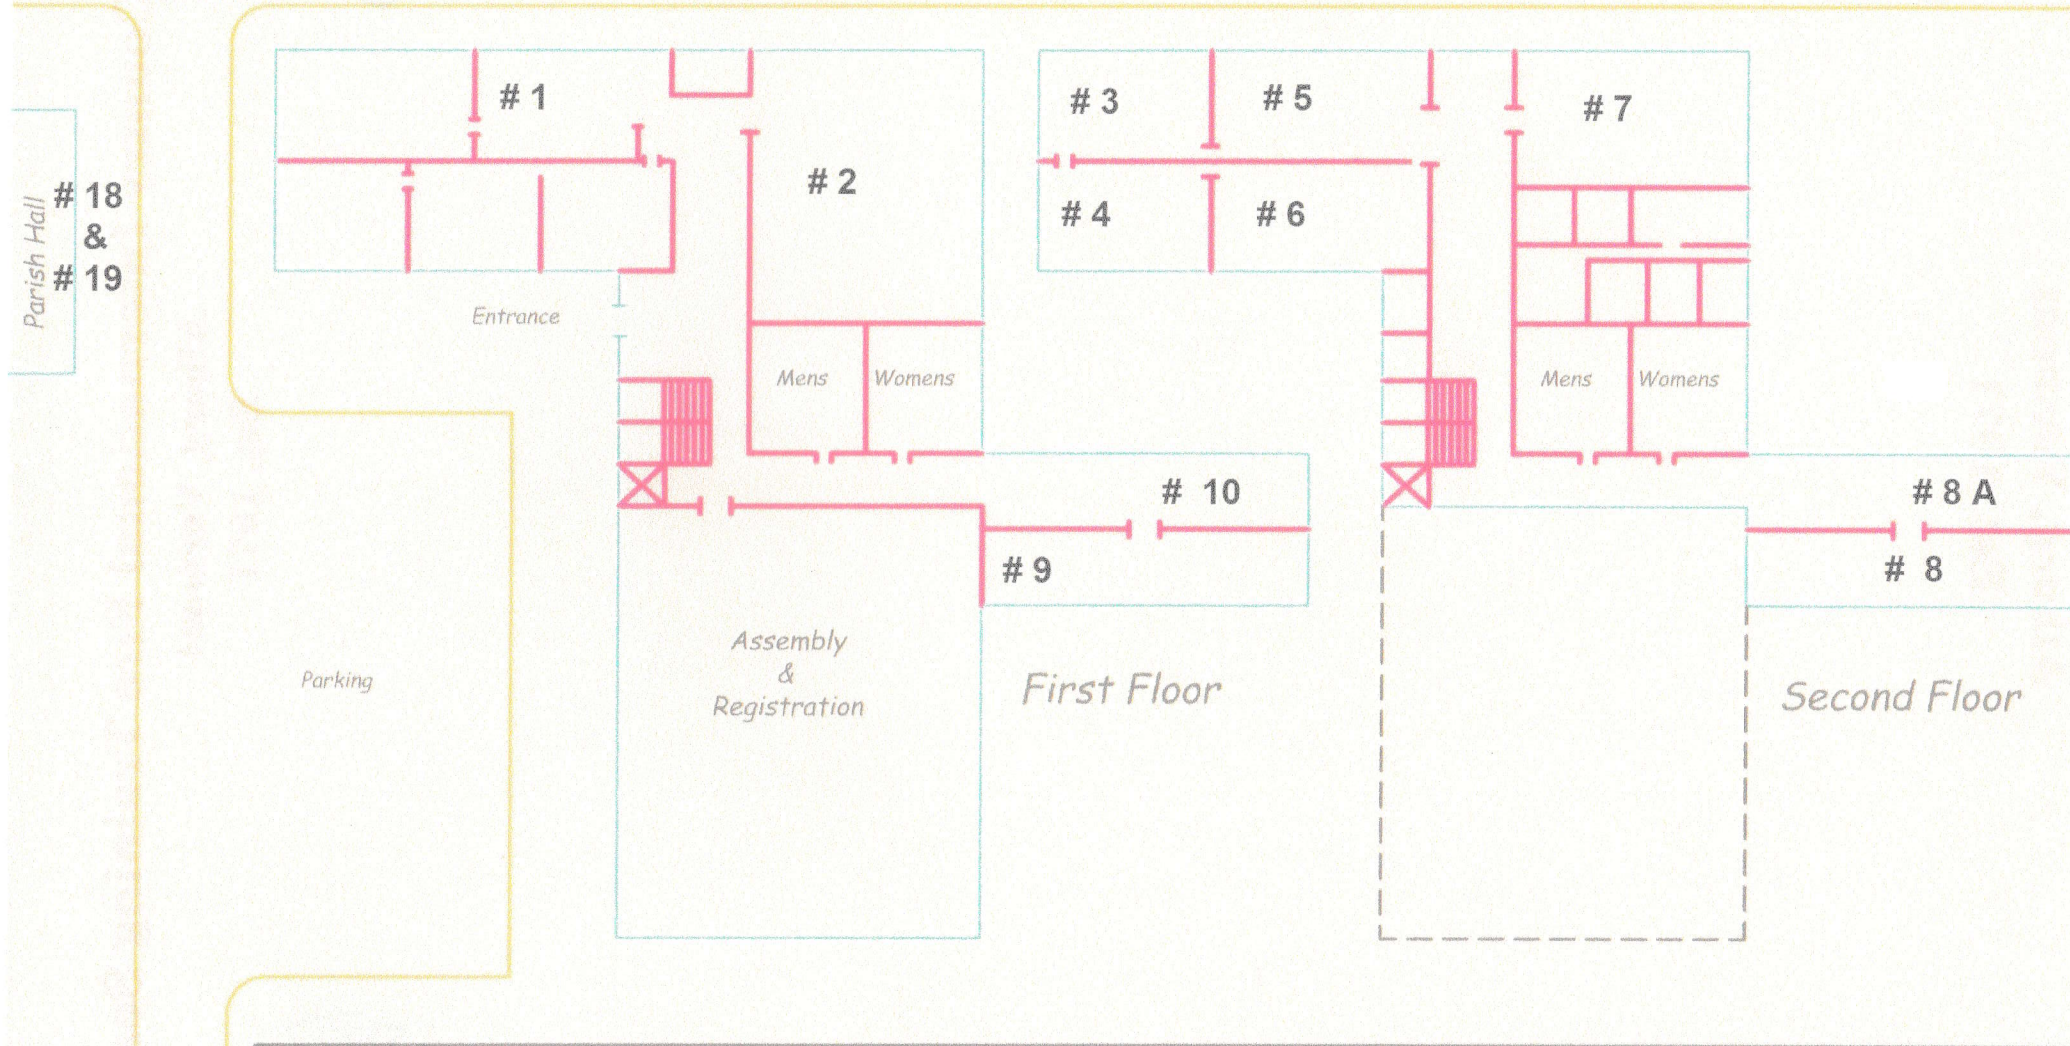 # 1
# 2
# 3
# 5
# 7
# 4
# 6
Parish Hall
# 18
&
# 19
Entrance
Mens
Womens
Mens
Womens
# 10
# 9
# 8 A
# 8
Assembly
&
Registration
Parking
First Floor
Second Floor